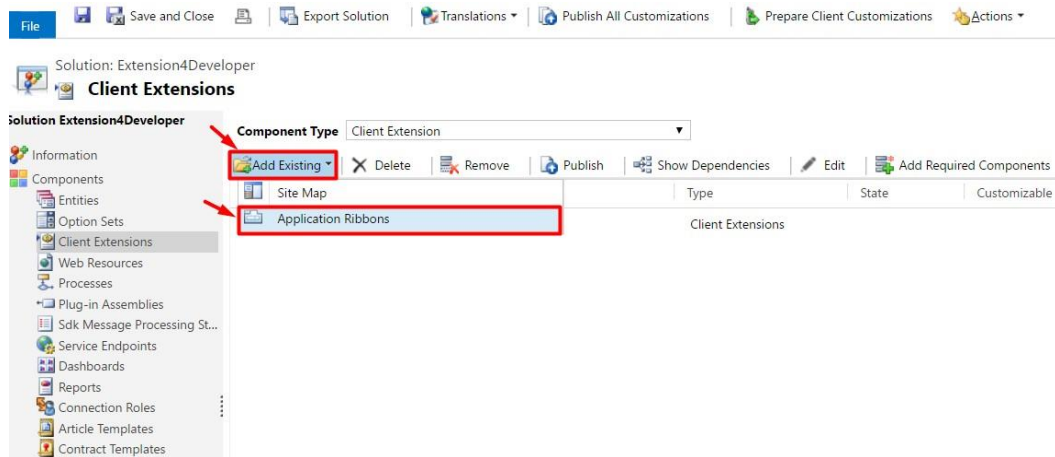 File
Save and Close
Export Solution
Translations
Publish All Customizations
Prepare Client Customizations
Actions
Solution: Extension4Developer
Client Extensions
Solution Extension4Developer
Information
Components
Entities
Option Sets
Client Extensions
Web Resources
Processes
Plug-in Assemblies
Sdk Message Processing St...
Service Endpoints
Dashboards
Reports
Connection Roles
Article Templates
Contract Templates
Component Type Client Extension
Add Existing Delete Remove Publish Show Dependencies Edit Add Required Components
Site Map Type State Customizable
Application Ribbons Client Extensions